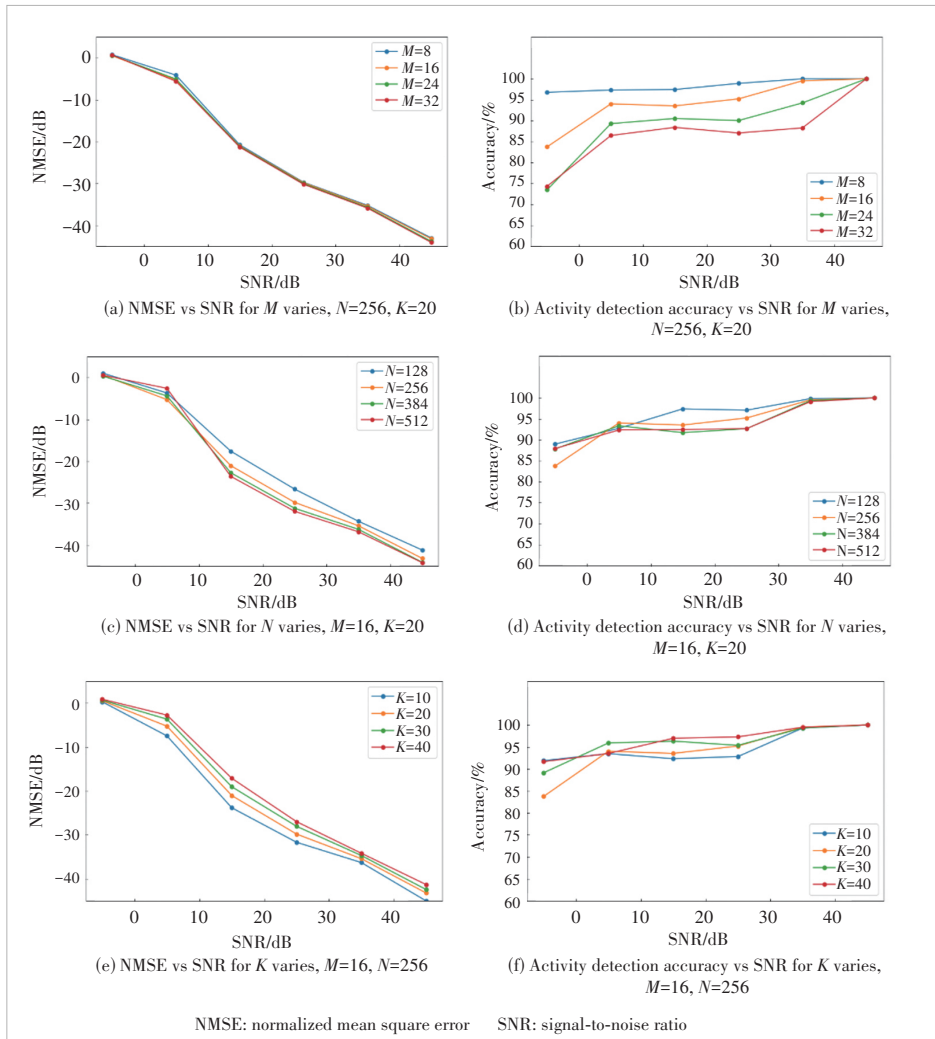 0
−10
−20
−30
−40
NMSE/dB
M=8
M=16
M=24
M=32
0 10 20 30 40
SNR/dB
(a) NMSE vs SNR for M varies, N=256, K=20
100
95
90
85
80
75
70
65
60
Accuracy/%
M=8
M=16
M=24
M=32
0 10 20 30 40
SNR/dB
(b) Activity detection accuracy vs SNR for M varies,
N=256, K=20
0
−10
−20
−30
−40
NMSE/dB
N=128
N=256
N=384
N=512
0 10 20 30 40
SNR/dB
(c) NMSE vs SNR for N varies, M=16, K=20
100
95
90
85
80
75
70
65
60
Accuracy/%
N=128
N=256
N=384
N=512
0 10 20 30 40
SNR/dB
(d) Activity detection accuracy vs SNR for N varies,
M=16, K=20
0
−10
−20
−30
−40
NMSE/dB
K=10
K=20
K=30
K=40
0 10 20 30 40
SNR/dB
(e) NMSE vs SNR for K varies, M=16, N=256
100
95
90
85
80
75
70
65
60
Accuracy/%
K=10
K=20
K=30
K=40
0 10 20 30 40
SNR/dB
(f) Activity detection accuracy vs SNR for K varies,
M=16, N=256
NMSE: normalized mean square error SNR: signal-to-noise ratio